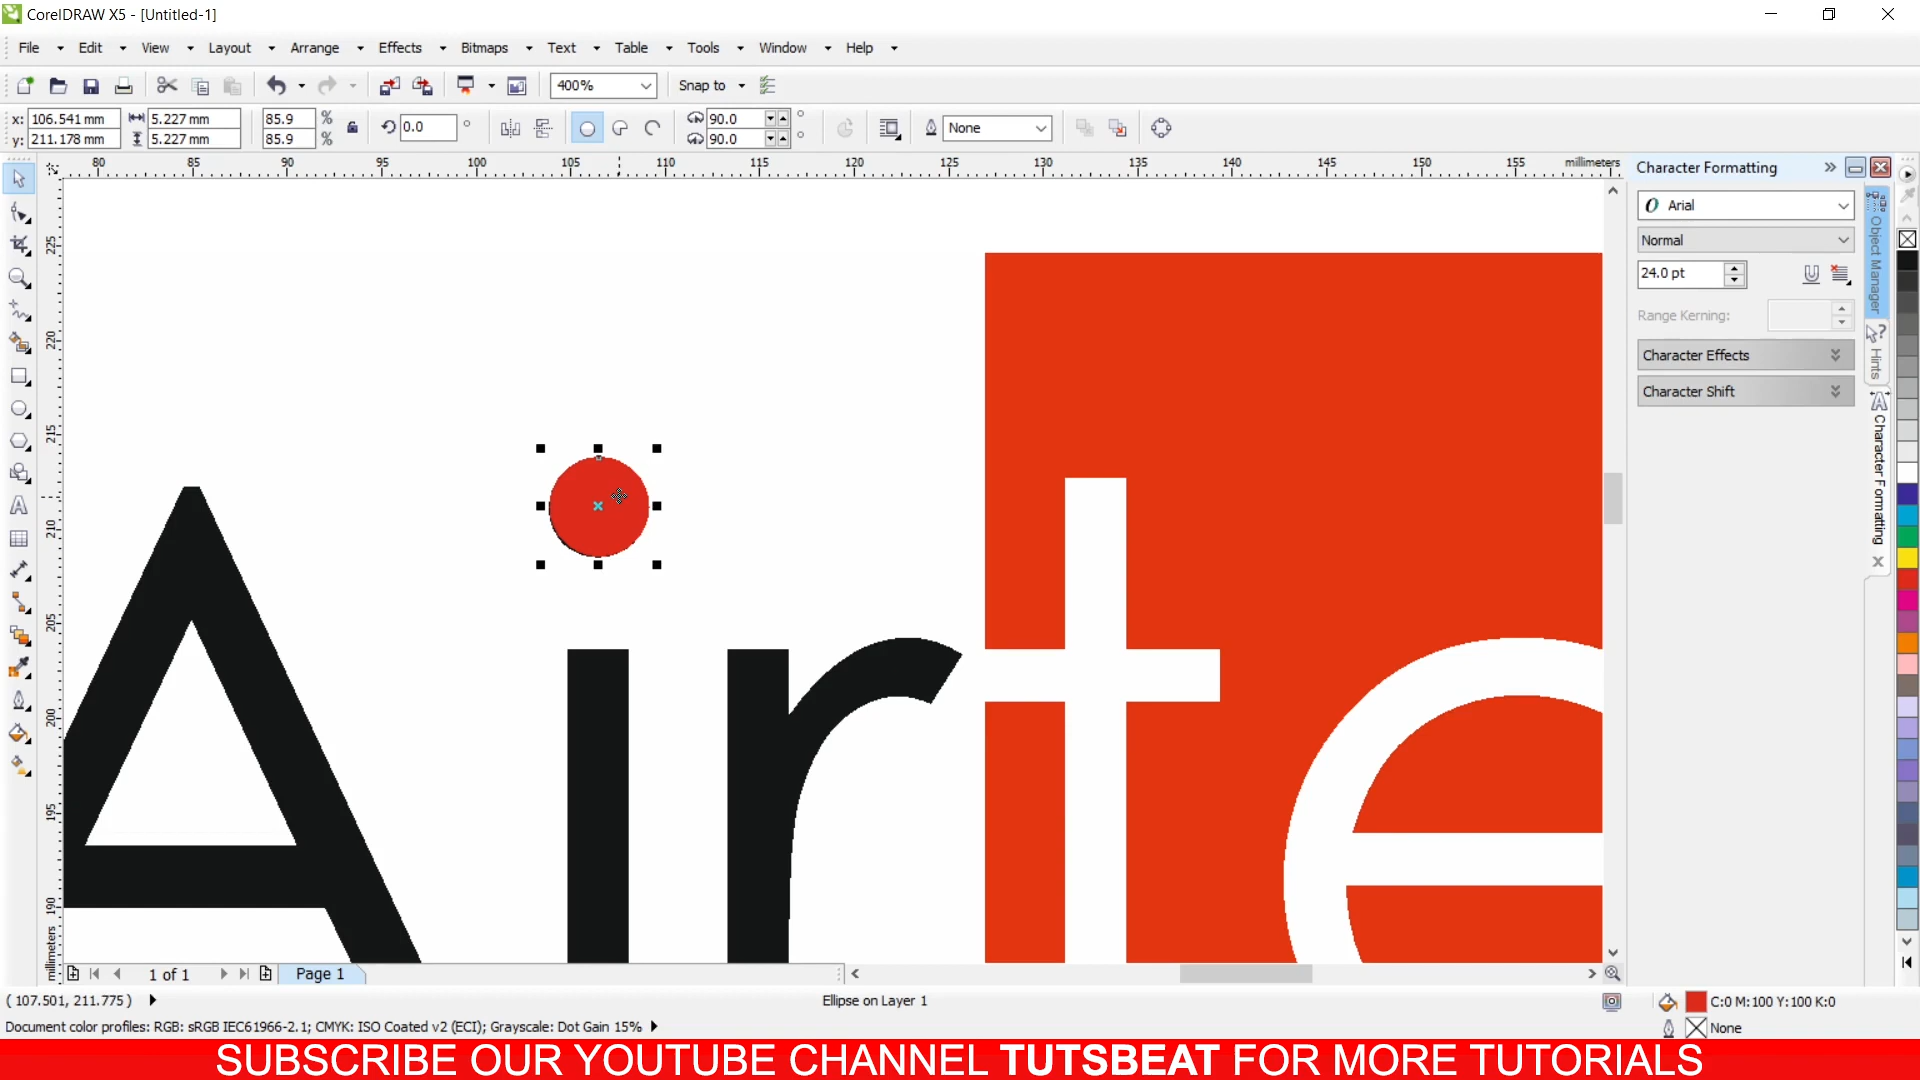 CorelDRAW X5 - [Untitled-1]
File Edit View Layout Arrange Effects Bitmaps Text Table Tools Window Help
400% Snap to
x: 106.541 mm 5.227 mm 85.9 % 0.0 ° 90.0 ° None
y: 211.178 mm 5.227 mm 85.9 % 90.0 °
80 85 90 95 100 105 110 115 120 125 130 135 140 145 150 155 millimeters
225
220
215
210
205
200
195
190
millimeters
Airte
Character Formatting
Arial
Normal
24.0 pt
Range Kerning:
Character Effects
Character Shift
Object Manager
Hints
Character Formatting
1 of 1 Page 1
( 107.501, 211.775 ) Ellipse on Layer 1 C:0 M:100 Y:100 K:0
Document color profiles: RGB: sRGB IEC61966-2.1; CMYK: ISO Coated v2 (ECI); Grayscale: Dot Gain 15% None
SUBSCRIBE OUR YOUTUBE CHANNEL TUTSBEAT FOR MORE TUTORIALS